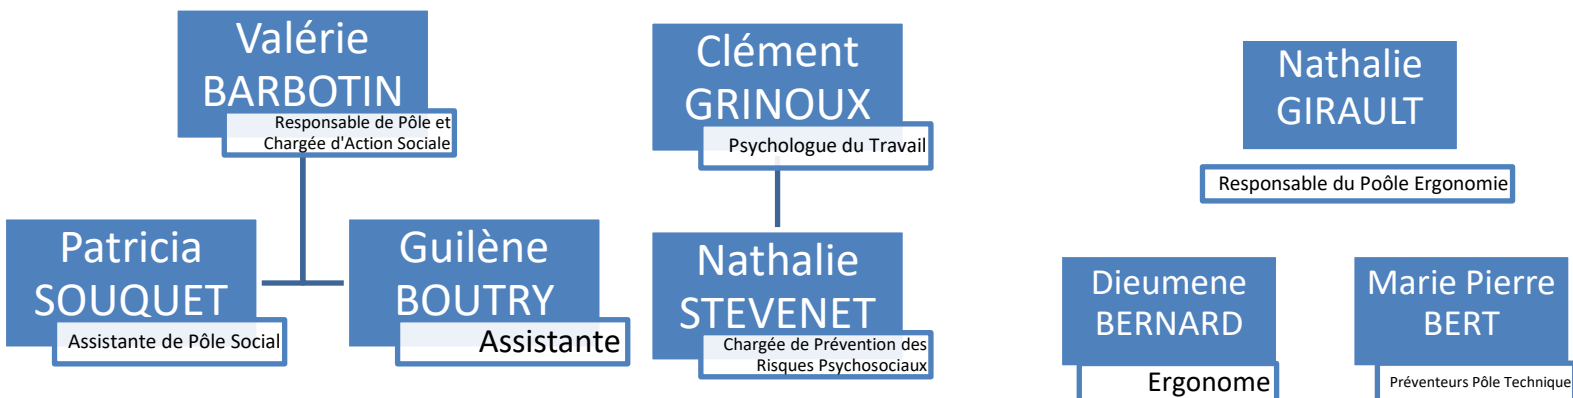 Valérie
BARBOTIN
Responsable de Pôle et
Chargée d'Action Sociale
Patricia
SOUQUET
Assistante de Pôle Social
Guilène
BOUTRY
Assistante
Clément
GRINOUX
Psychologue du Travail
Nathalie
STEVENET
Chargée de Prévention des
Risques Psychosociaux
Nathalie
GIRAULT
Responsable du Poôle Ergonomie
Dieumene
BERNARD
Ergonome
Marie Pierre
BERT
Préventeurs Pôle Technique